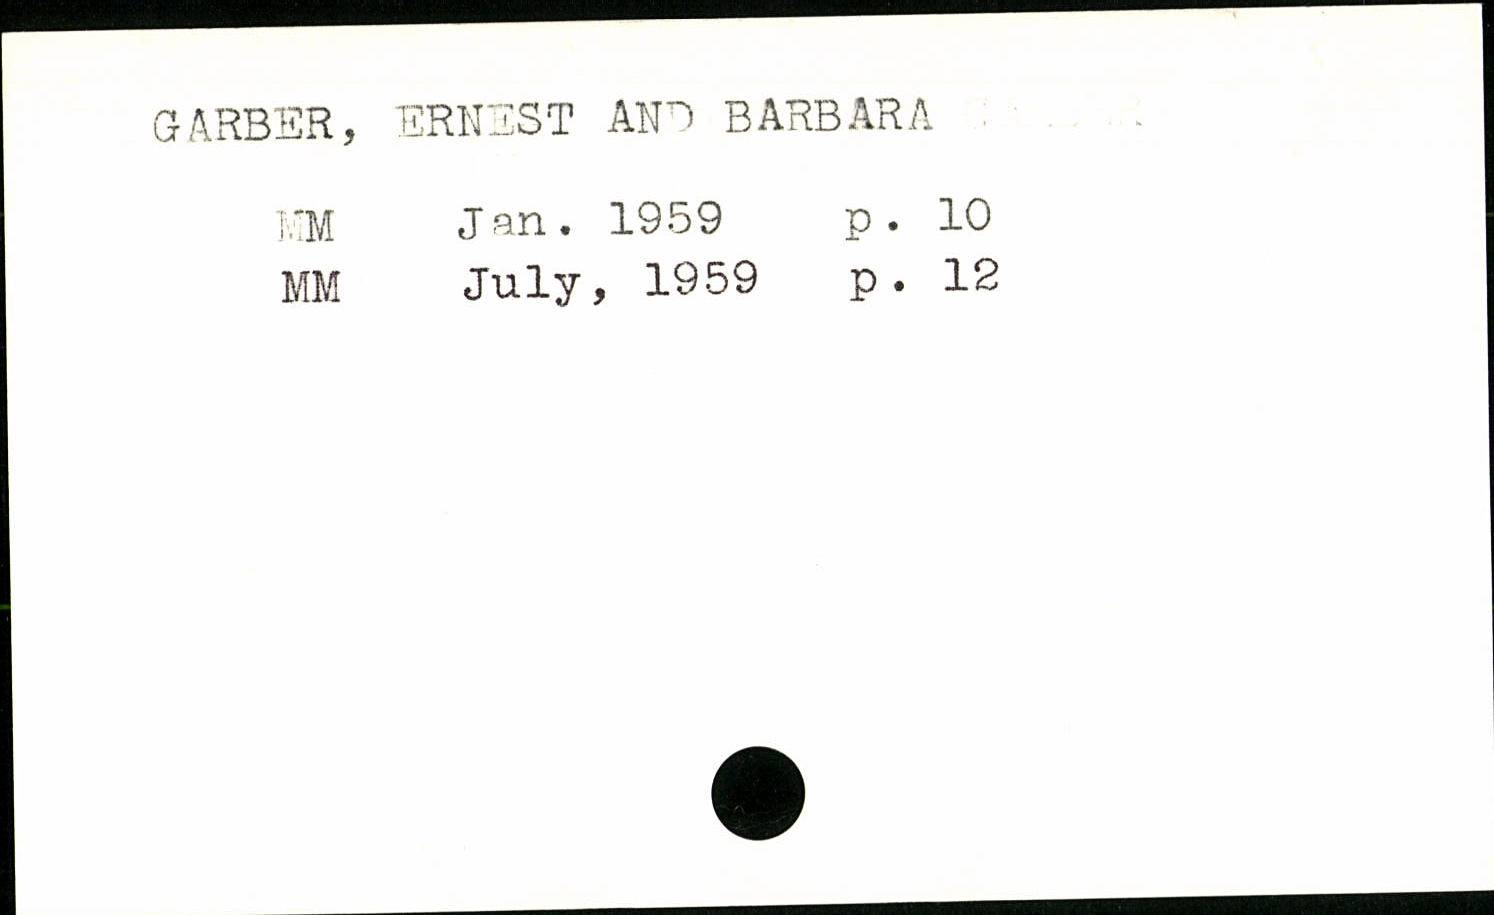 GARBER, ERNEST AND BARBARA
MM Jan. 1959 p. 10
MM July, 1959 p. 12